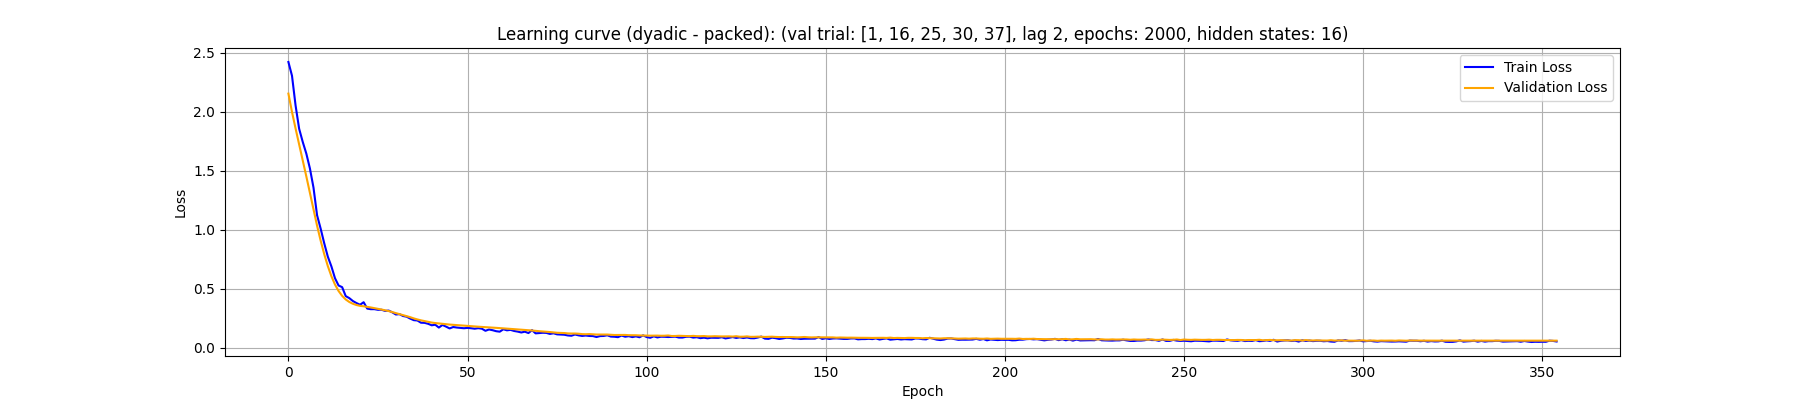 Learning curve (dyadic - packed): (val trial: [1, 16, 25, 30, 37], lag 2, epochs: 2000, hidden states: 16)
Train Loss
Validation Loss
2.5
2.0
1.5
1.0
0.5
0.0
Loss
0 50 100 150 200 250 300 350
Epoch